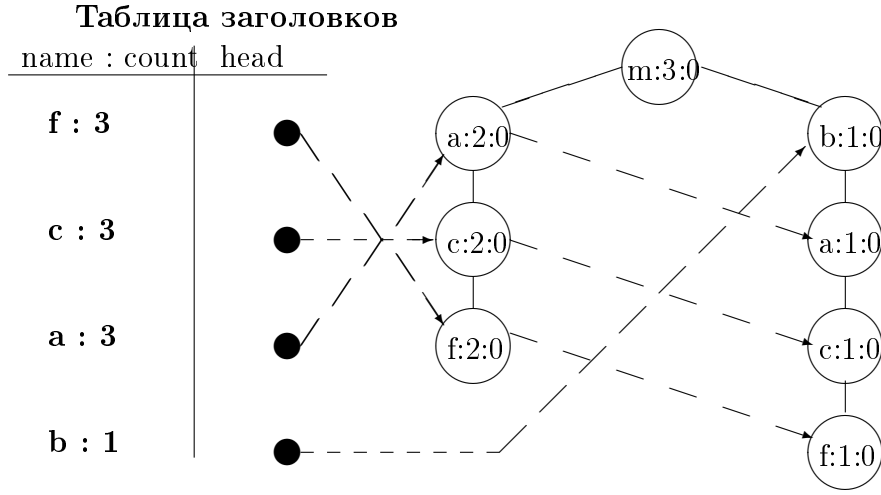 Таблица заголовков
name : count head
f : 3
c : 3
a : 3
b : 1
m:3:0
a:2:0
b:1:0
c:2:0
a:1:0
f:2:0
c:1:0
f:1:0